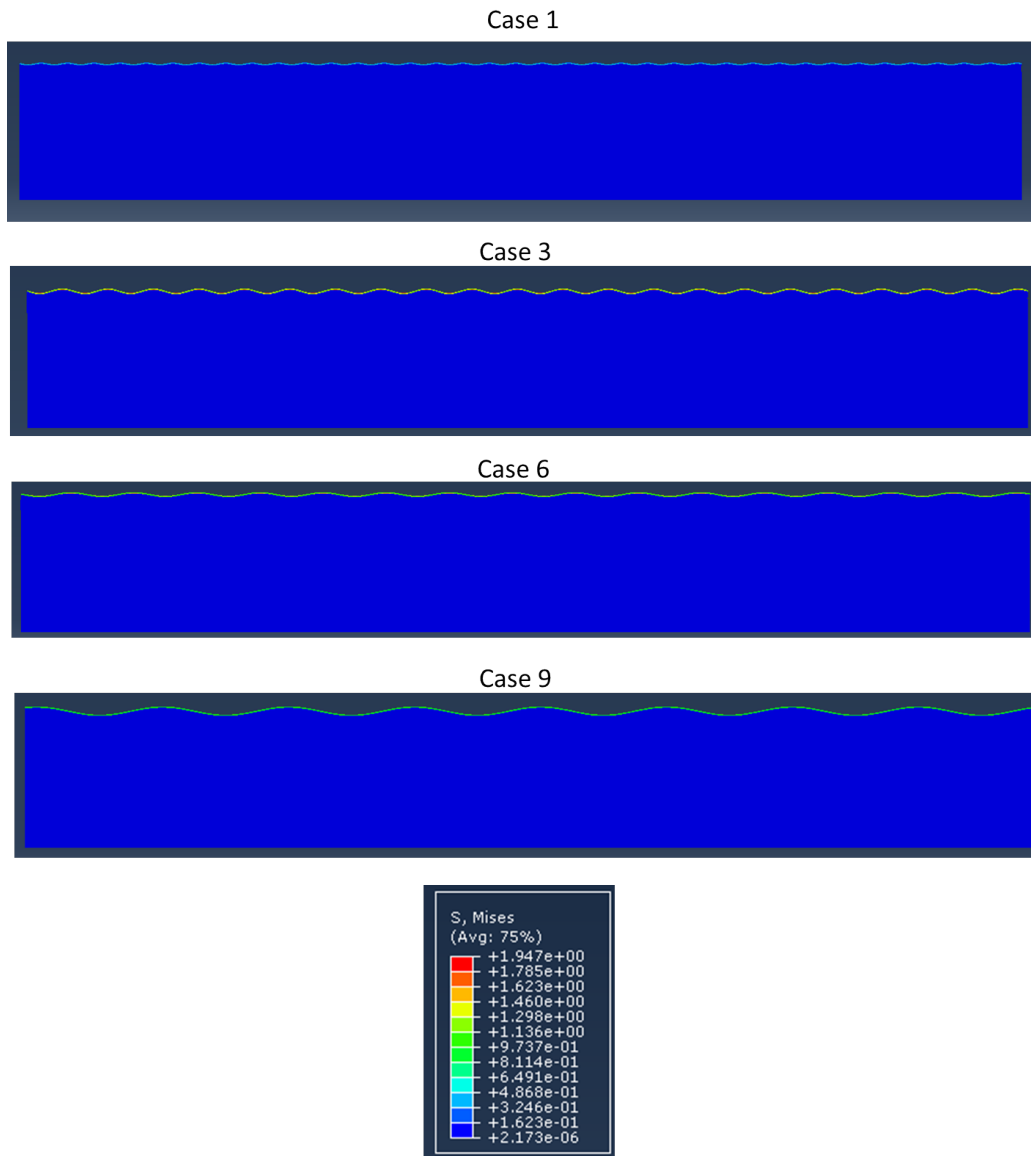 Case 1
Case 3
Case 6
Case 9
S, Mises
(Avg: 75%)
+1.947e+00
+1.785e+00
+1.623e+00
+1.460e+00
+1.298e+00
+1.136e+00
+9.737e-01
+8.114e-01
+6.491e-01
+4.868e-01
+3.246e-01
+1.623e-01
+2.173e-06